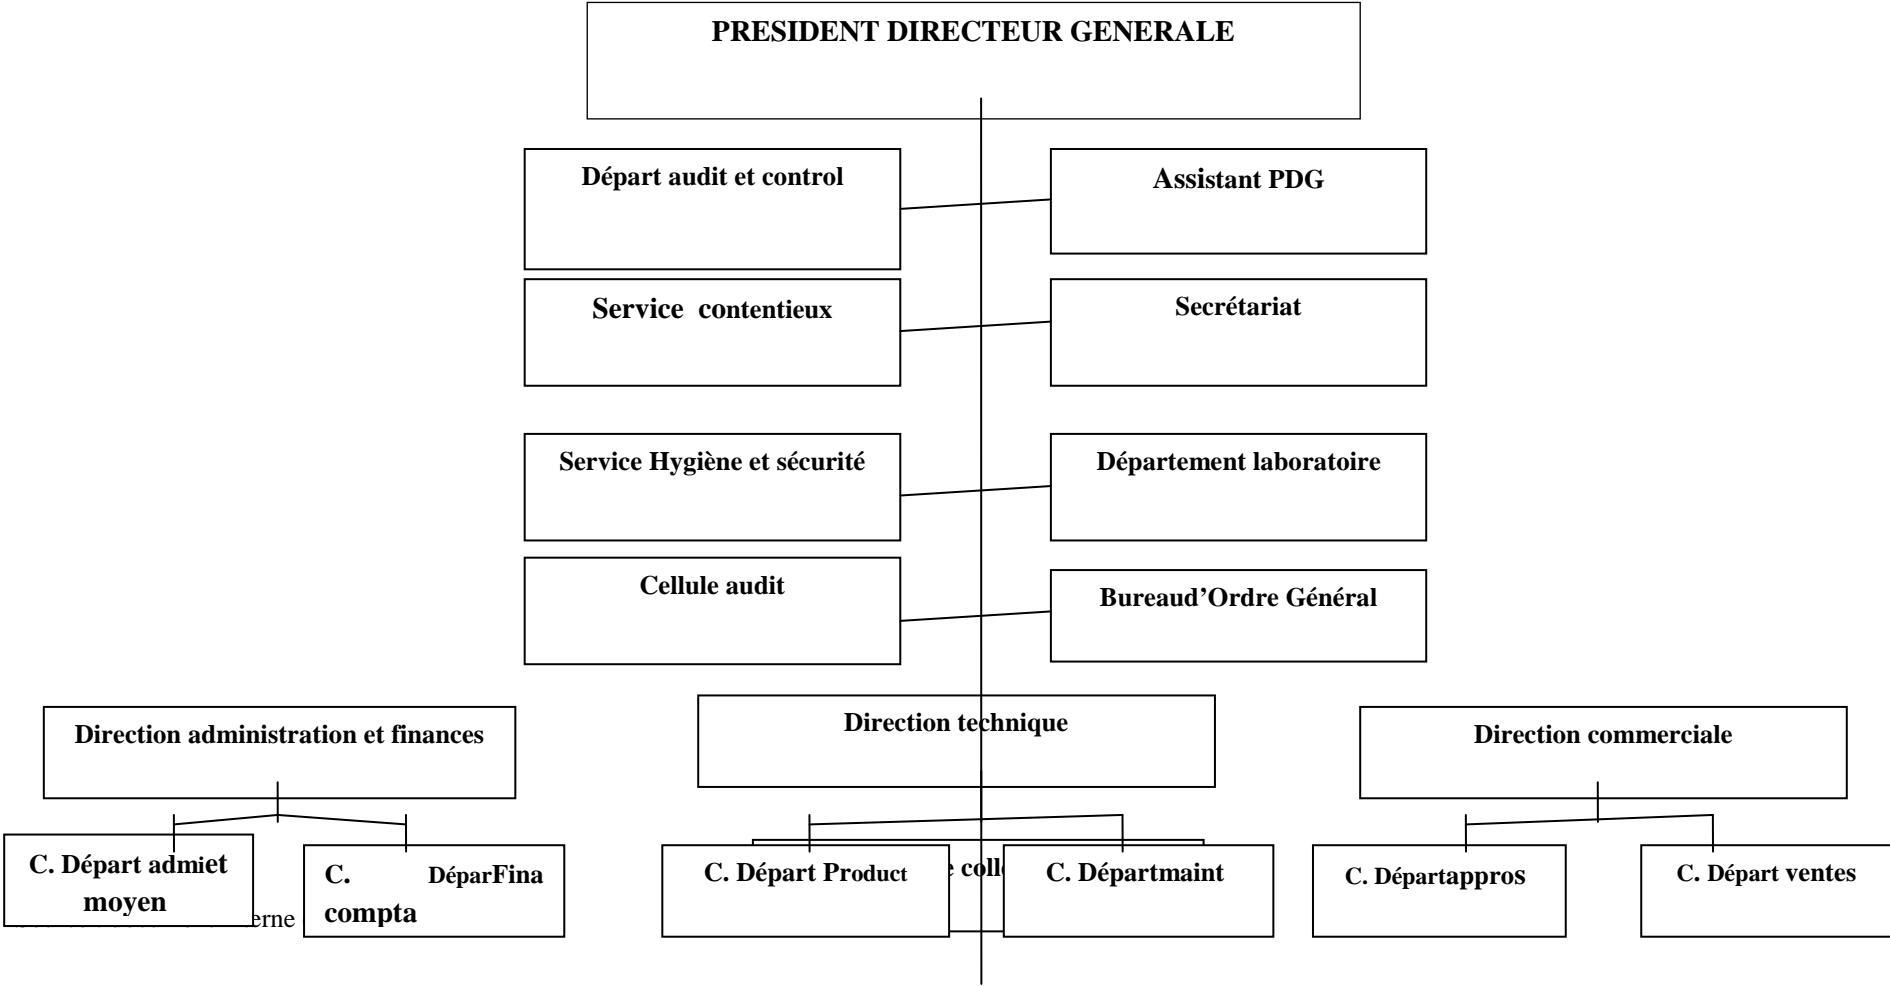 PRESIDENT DIRECTEUR GENERALE
Départ audit et control
Assistant PDG
Service contentieux
Secrétariat
Service Hygiène et sécurité
Département laboratoire
Cellule audit
Bureaud’Ordre Général
Direction administration et finances
Direction technique
Direction commerciale
C. Départ admiet
moyen
C. DéparFina
compta
C. Départ Product
C. Départmaint
C. Départappros
C. Départ ventes